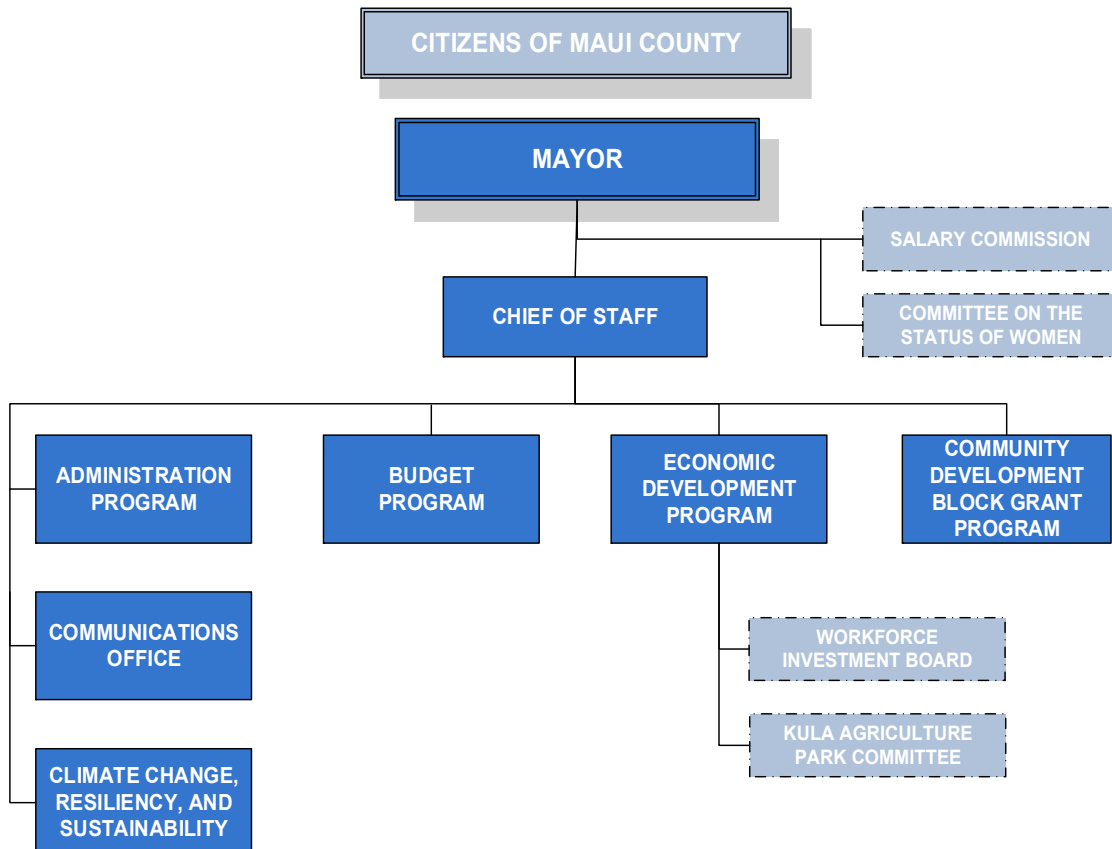 CITIZENS OF MAUI COUNTY
MAYOR
SALARY COMMISSION
CHIEF OF STAFF
COMMITTEE ON THE
STATUS OF WOMEN
ADMINISTRATION
PROGRAM
BUDGET
PROGRAM
ECONOMIC
DEVELOPMENT
PROGRAM
COMMUNITY
DEVELOPMENT
BLOCK GRANT
PROGRAM
COMMUNICATIONS
OFFICE
WORKFORCE
INVESTMENT BOARD
KULA AGRICULTURE
PARK COMMITTEE
CLIMATE CHANGE,
RESILIENCY, AND
SUSTAINABILITY